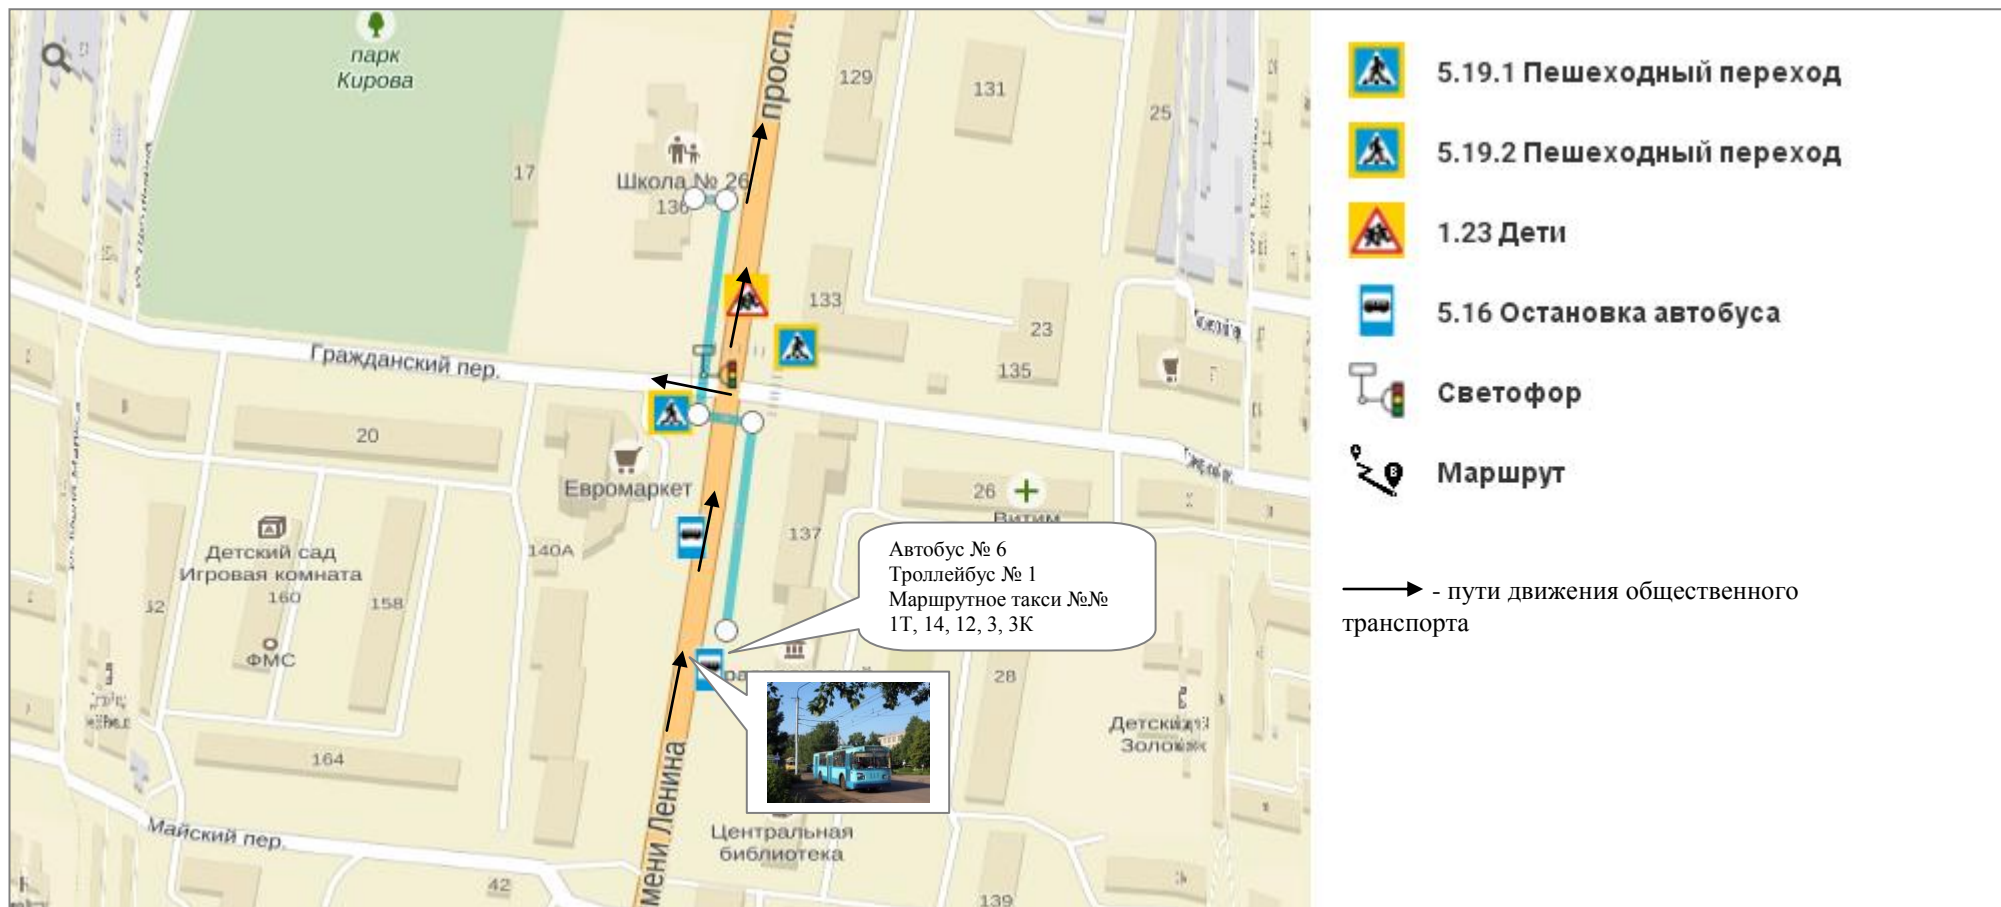 парк
Кирова
просп.
129
131
25
17
Школа № 26
136
133
23
135
Гражданский пер.
20
Евромаркет
26
Витим
137
140А
Детский сад
Игровая комната
160
158
ФМС
28
164
Майский пер.
42
мени Ленина
Центральная
библиотека
139
Автобус № 6
Троллейбус № 1
Маршрутное такси №№
1Т, 14, 12, 3, 3К
5.19.1 Пешеходный переход
5.19.2 Пешеходный переход
1.23 Дети
5.16 Остановка автобуса
Светофор
Маршрут
- пути движения общественного
транспорта